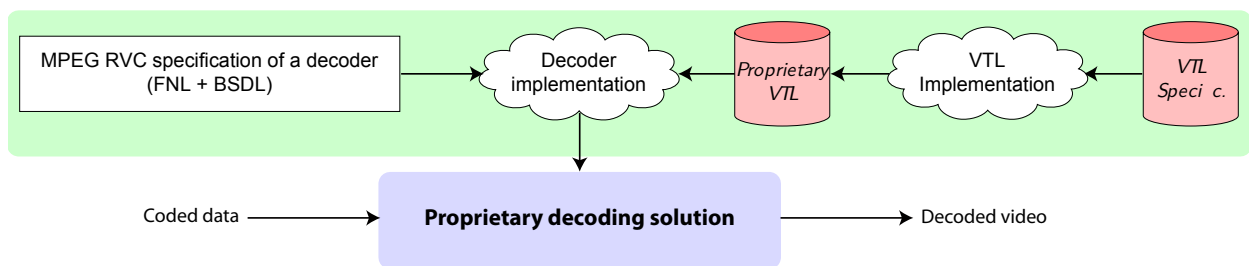 MPEG RVC specification of a decoder
(FNL + BSDL)
Decoder
implementation
Proprietary
VTL
VTL
Implementation
VTL
Speci c.
Coded data
Proprietary decoding solution
Decoded video